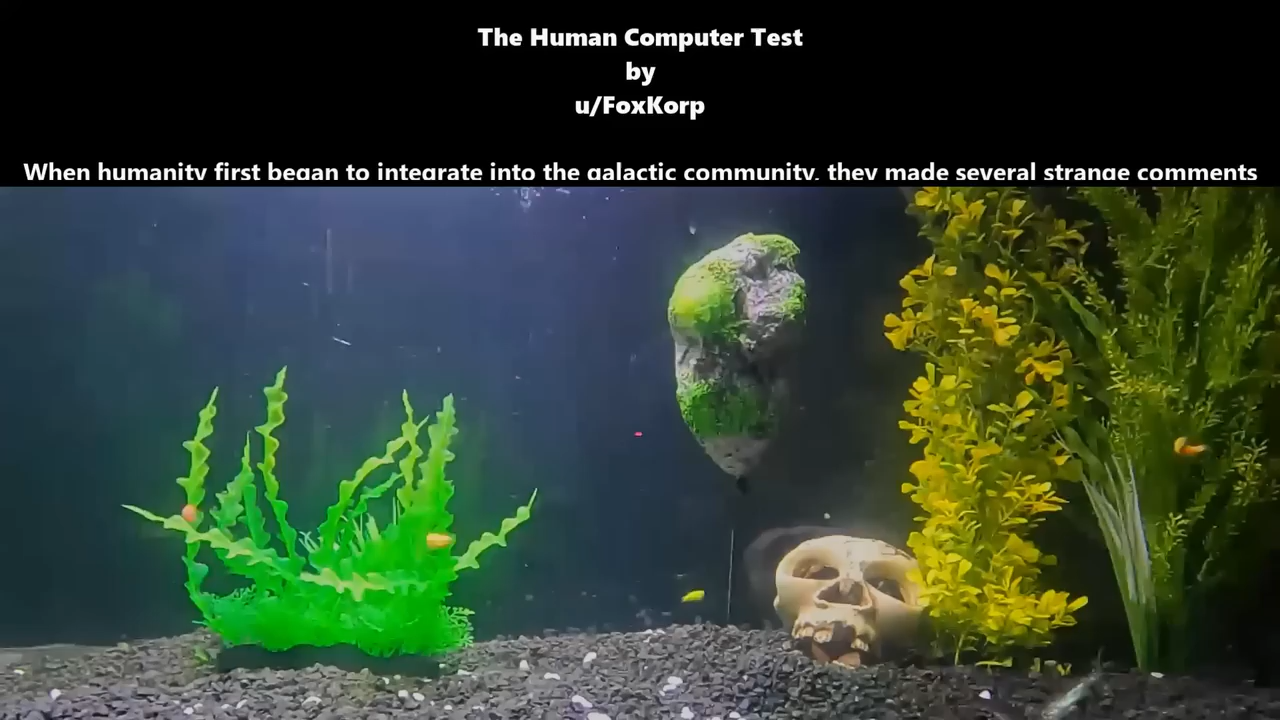 The Human Computer Test
by
u/FoxKorp
When humanity first began to integrate into the galactic community, they made several strange comments